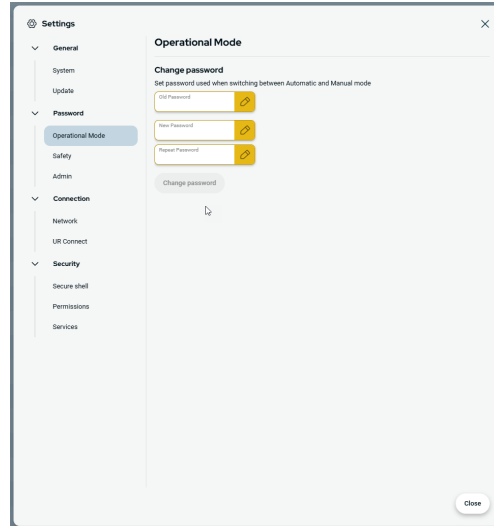 Settings
General
System
Update
Password
Operational Mode
Safety
Admin
Connection
Network
UR Connect
Security
Secure shell
Permissions
Services
Operational Mode
Change password
Set password used when switching between Automatic and Manual mode
Old Password
New Password
Repeat Password
Change password
Close